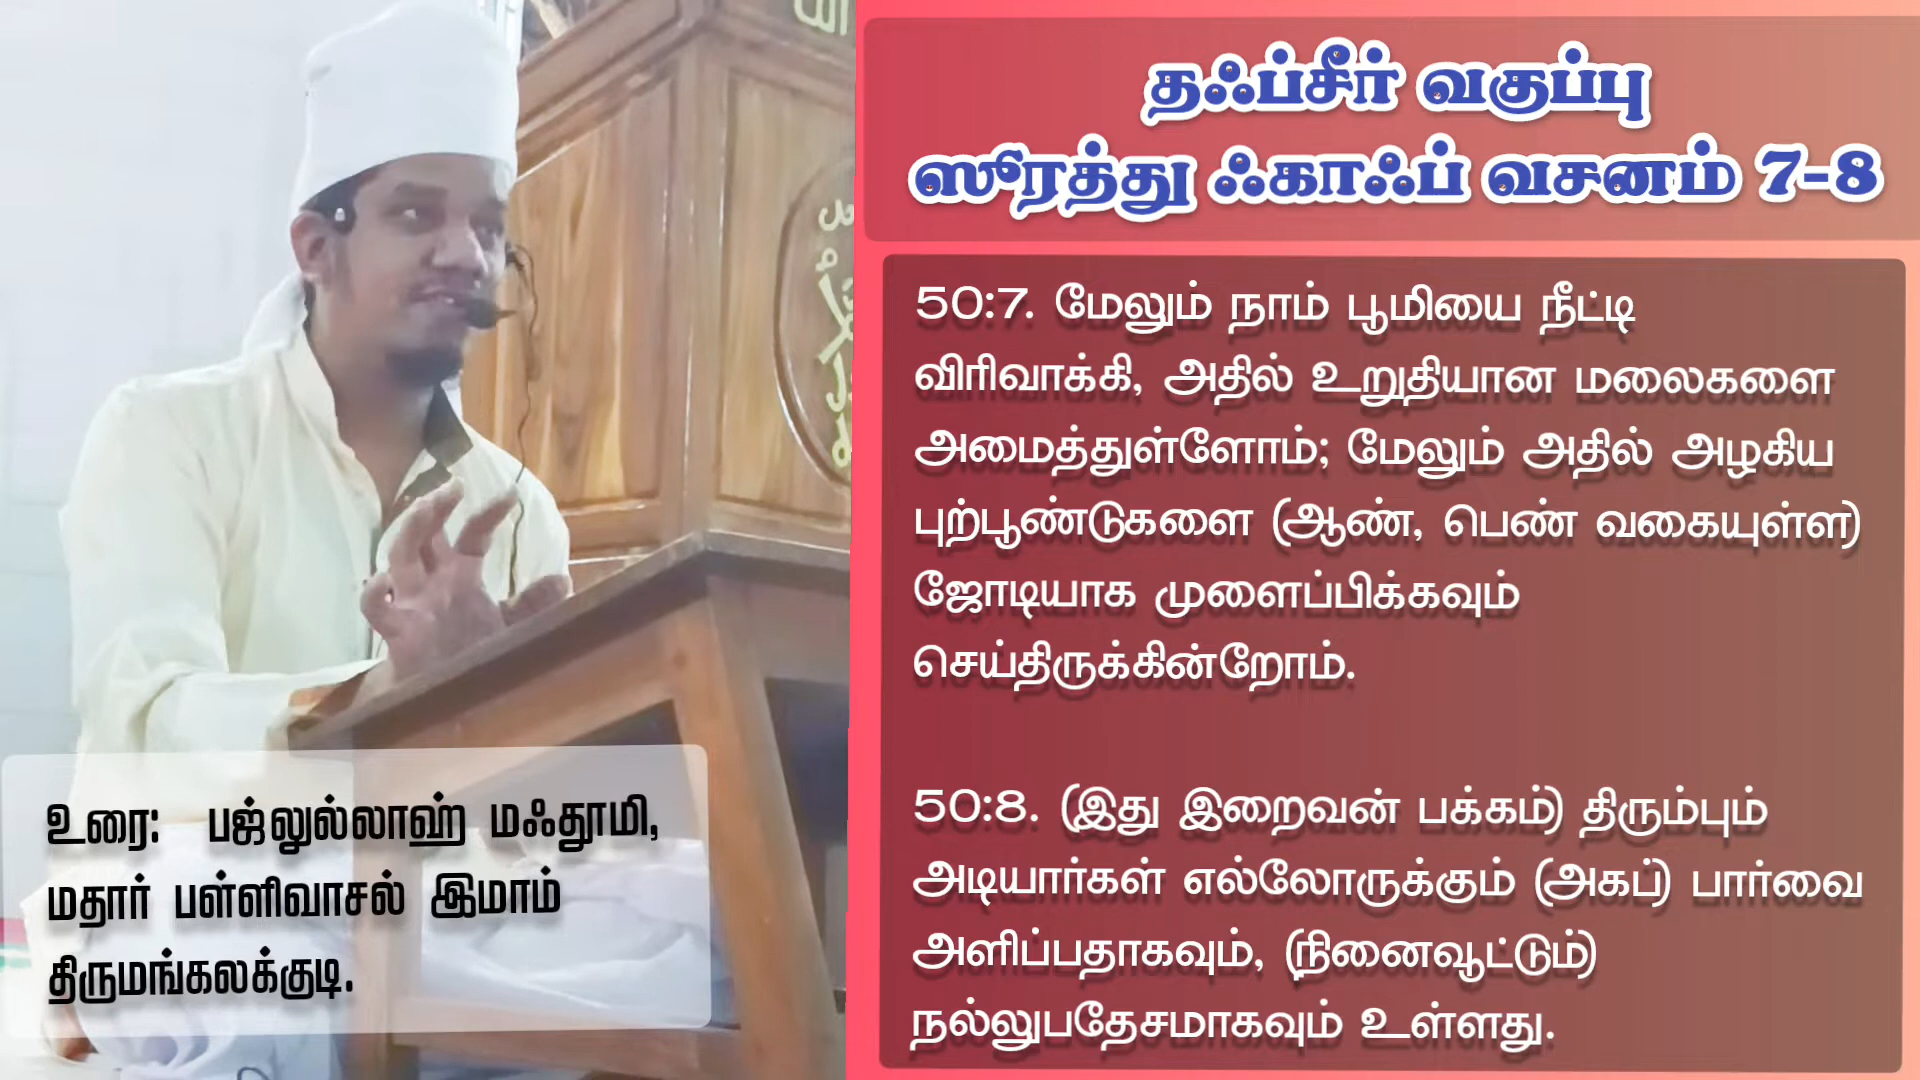 தஃப்சீர் வகுப்பு
ஸூரத்து ஃகாஃப் வசனம் 7-8
50:7. மேலும் நாம் பூமியை நீட்டி
விரிவாக்கி, அதில் உறுதியான மலைகளை
அமைத்துள்ளோம்; மேலும் அதில் அழகிய
புற்பூண்டுகளை (ஆண், பெண் வகையுள்ள)
ஜோடியாக முளைப்பிக்கவும்
செய்திருக்கின்றோம்.
50:8. (இது இறைவன் பக்கம்) திரும்பும்
அடியார்கள் எல்லோருக்கும் (அகப்) பார்வை
அளிப்பதாகவும், (நினைவூட்டும்)
நல்லுபதேசமாகவும் உள்ளது.
உரை: பஜ்லுல்லாஹ் மஃதூமி,
மதார் பள்ளிவாசல் இமாம்
திருமங்கலக்குடி.